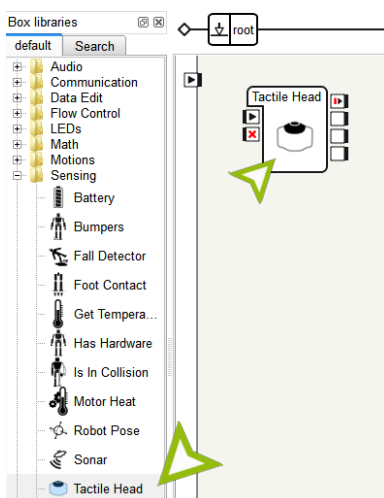 Box libraries
default Search
root
Audio
Communication
Data Edit
Flow Control
LEDs
Math
Motions
Sensing
Battery
Bumpers
Fall Detector
Foot Contact
Get Tempera...
Has Hardware
Is In Collision
Motor Heat
Robot Pose
Sonar
Tactile Head
Tactile Head